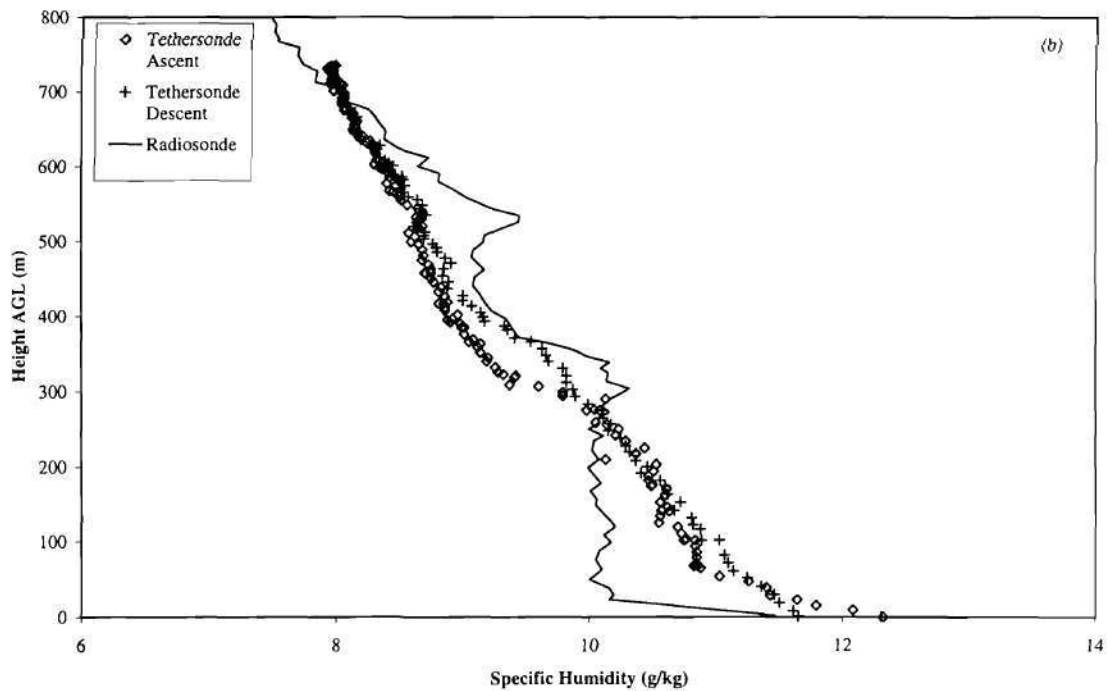 800
700
600
500
400
300
200
100
0
Height AGL (m)
Tethersonde
Ascent
Tethersonde
Descent
Radiosonde
(b)
6
8
10
12
14
Specific Humidity (g/kg)